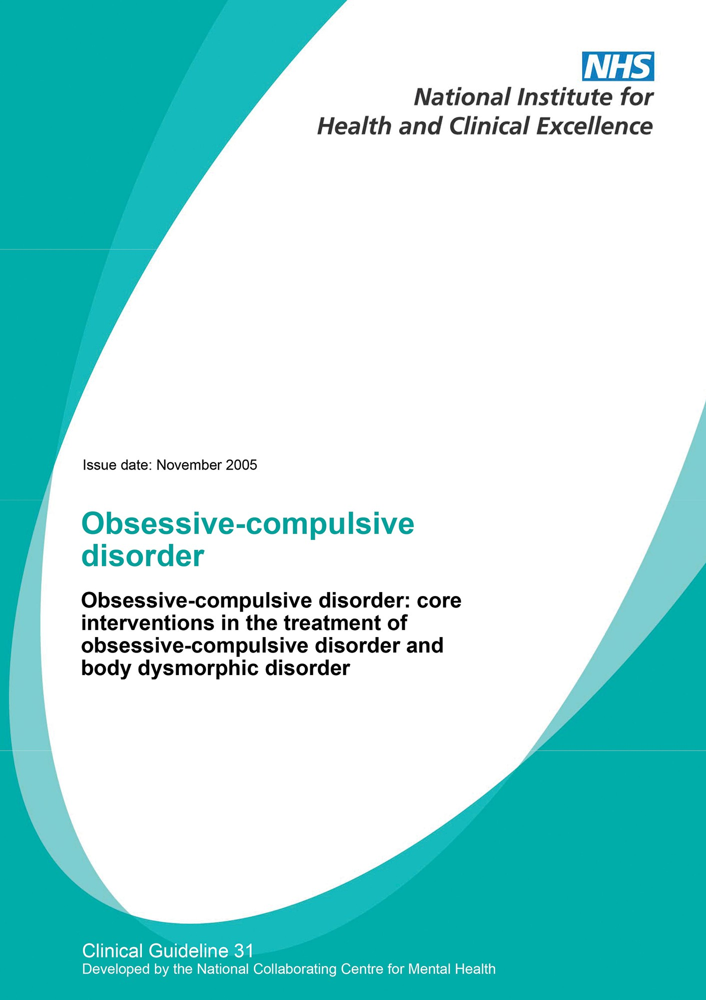 NHS
National Institute for
Health and Clinical Excellence
Issue date: November 2005
Obsessive-compulsive
disorder
Obsessive-compulsive disorder: core
interventions in the treatment of
obsessive-compulsive disorder and
body dysmorphic disorder
Clinical Guideline 31
Developed by the National Collaborating Centre for Mental Health